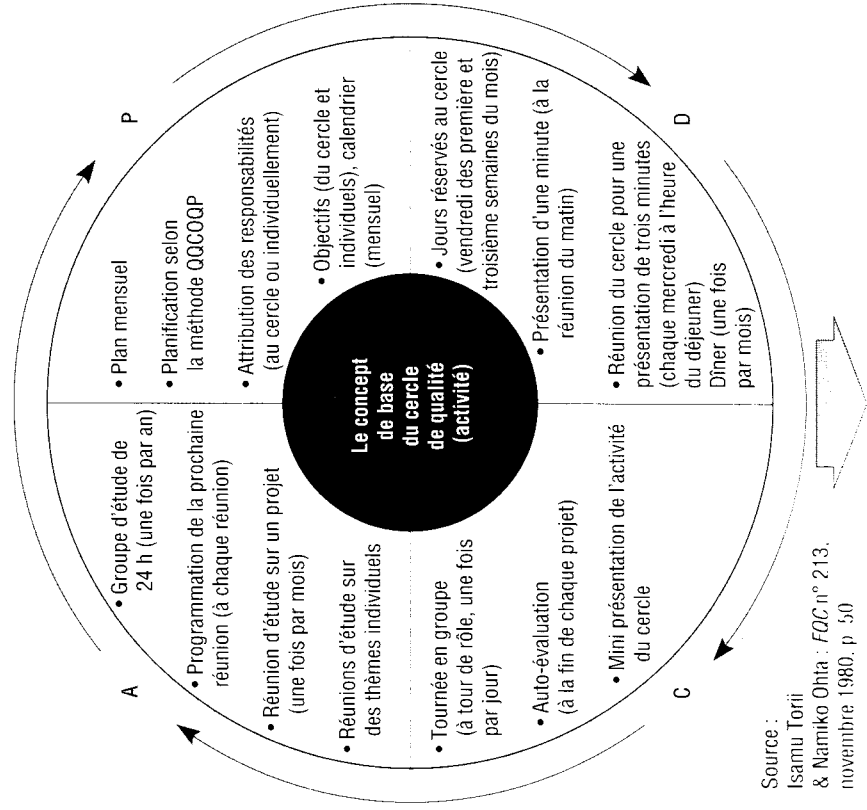 A
P
• Groupe d'étude de
24 h (une fois par an)
• Programmation de la prochaine
réunion (à chaque réunion)
• Réunion d'étude sur un projet
(une fois par mois)
• Réunions d'étude sur
des thèmes individuels
• Plan mensuel
• Planification selon
la méthode QQCOQP
• Attribution des responsabilités
(au cercle ou individuellement)
• Objectifs (du cercle et
individuels), calendrier
(mensuel)
Le concept
de base
du cercle
de qualité
(activité)
• Tournée en groupe
(à tour de rôle, une fois
par jour)
• Auto-évaluation
(à la fin de chaque projet)
• Mini présentation de l'activité
du cercle
• Jours réservés au cercle
(vendredi des première et
troisième semaines du mois)
• Présentation d'une minute (à la
réunion du matin)
• Réunion du cercle pour une
présentation de trois minutes
(chaque mercredi à l'heure
du déjeuner)
Dîner (une fois
par mois)
C
D
Source :
Isamu Torii
& Namiko Ohta : FQC n° 213,
novembre 1980, p. 50